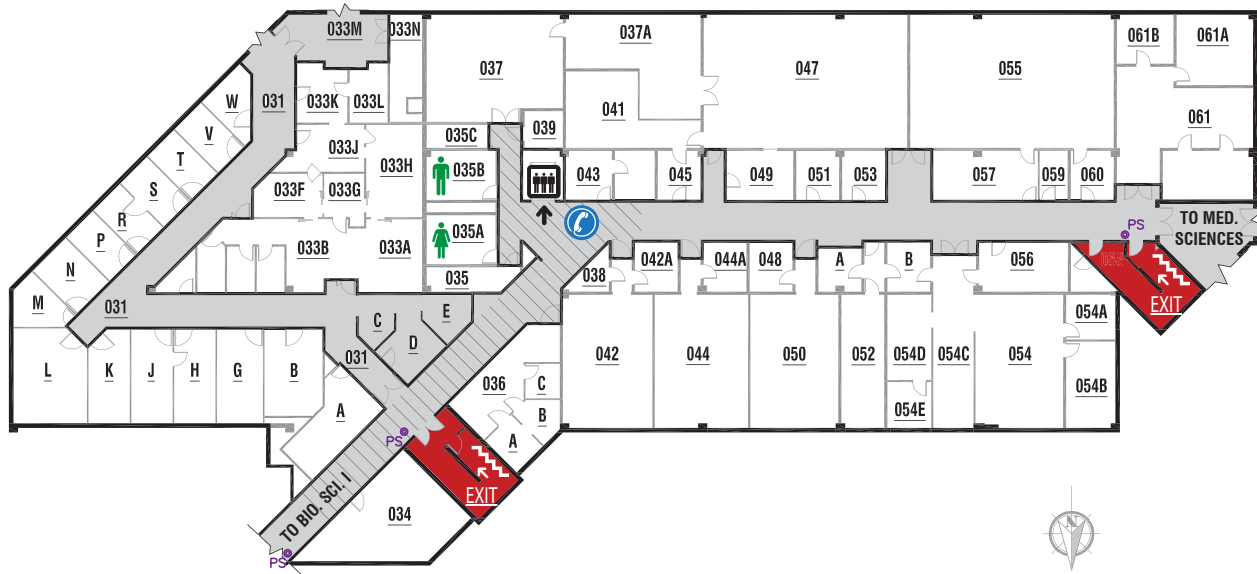 033M
033N
037A
061B
061A
037
047
055
W
031
033K
033L
041
061
V
039
035C
T
033J
033H
035B
043
045
049
051
053
057
059
060
S
033F
033G
R
P
035A
033B
033A
PS
TO MED.
SCIENCES
N
035
038
042A
044A
048
A
B
056
EXIT
M
031
C
E
D
054A
L
K
J
H
G
B
031
036
042
044
050
052
054D
054C
054
054B
A
C
B
A
054E
PS
EXIT
TO BIO. SCI. I
034
N
PS